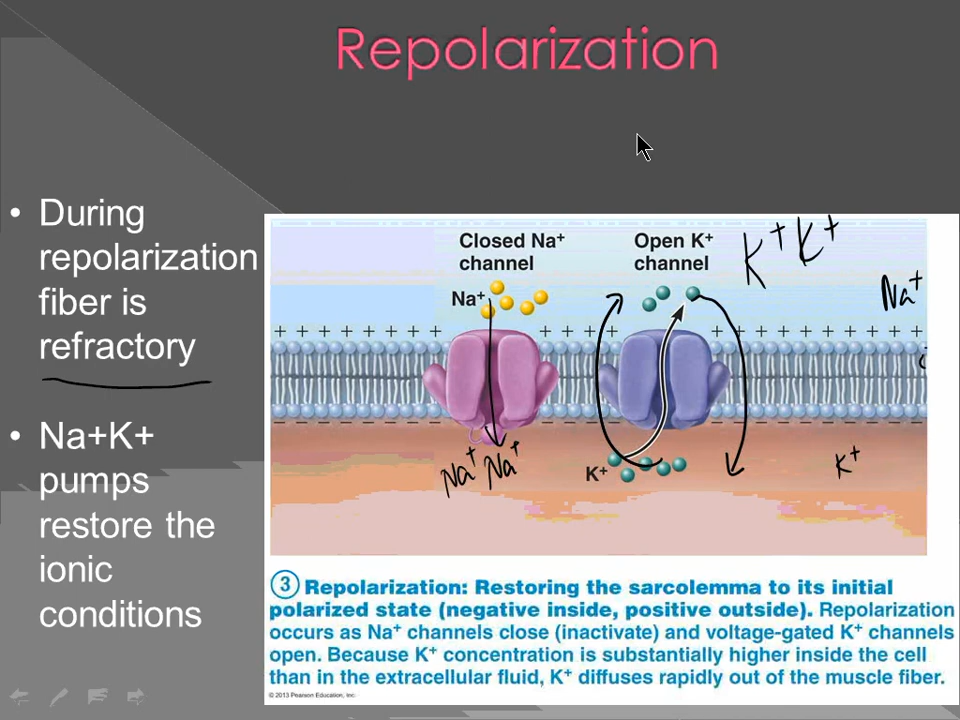 Repolarization
• During
repolarization
fiber is
refractory
• Na+K+
pumps
restore the
ionic
conditions
Closed Na⁺
channel
Open K⁺
channel
K⁺ K⁺
Na⁺
Na⁺
+ + + + + + + + + + + + + + + + + + + + + + + +
Na⁺ Na⁺
K⁺
K⁺
③ Repolarization: Restoring the sarcolemma to its initial
polarized state (negative inside, positive outside). Repolarization
occurs as Na⁺ channels close (inactivate) and voltage-gated K⁺ channels
open. Because K⁺ concentration is substantially higher inside the cell
than in the extracellular fluid, K⁺ diffuses rapidly out of the muscle fiber.
© 2013 Pearson Education, Inc.